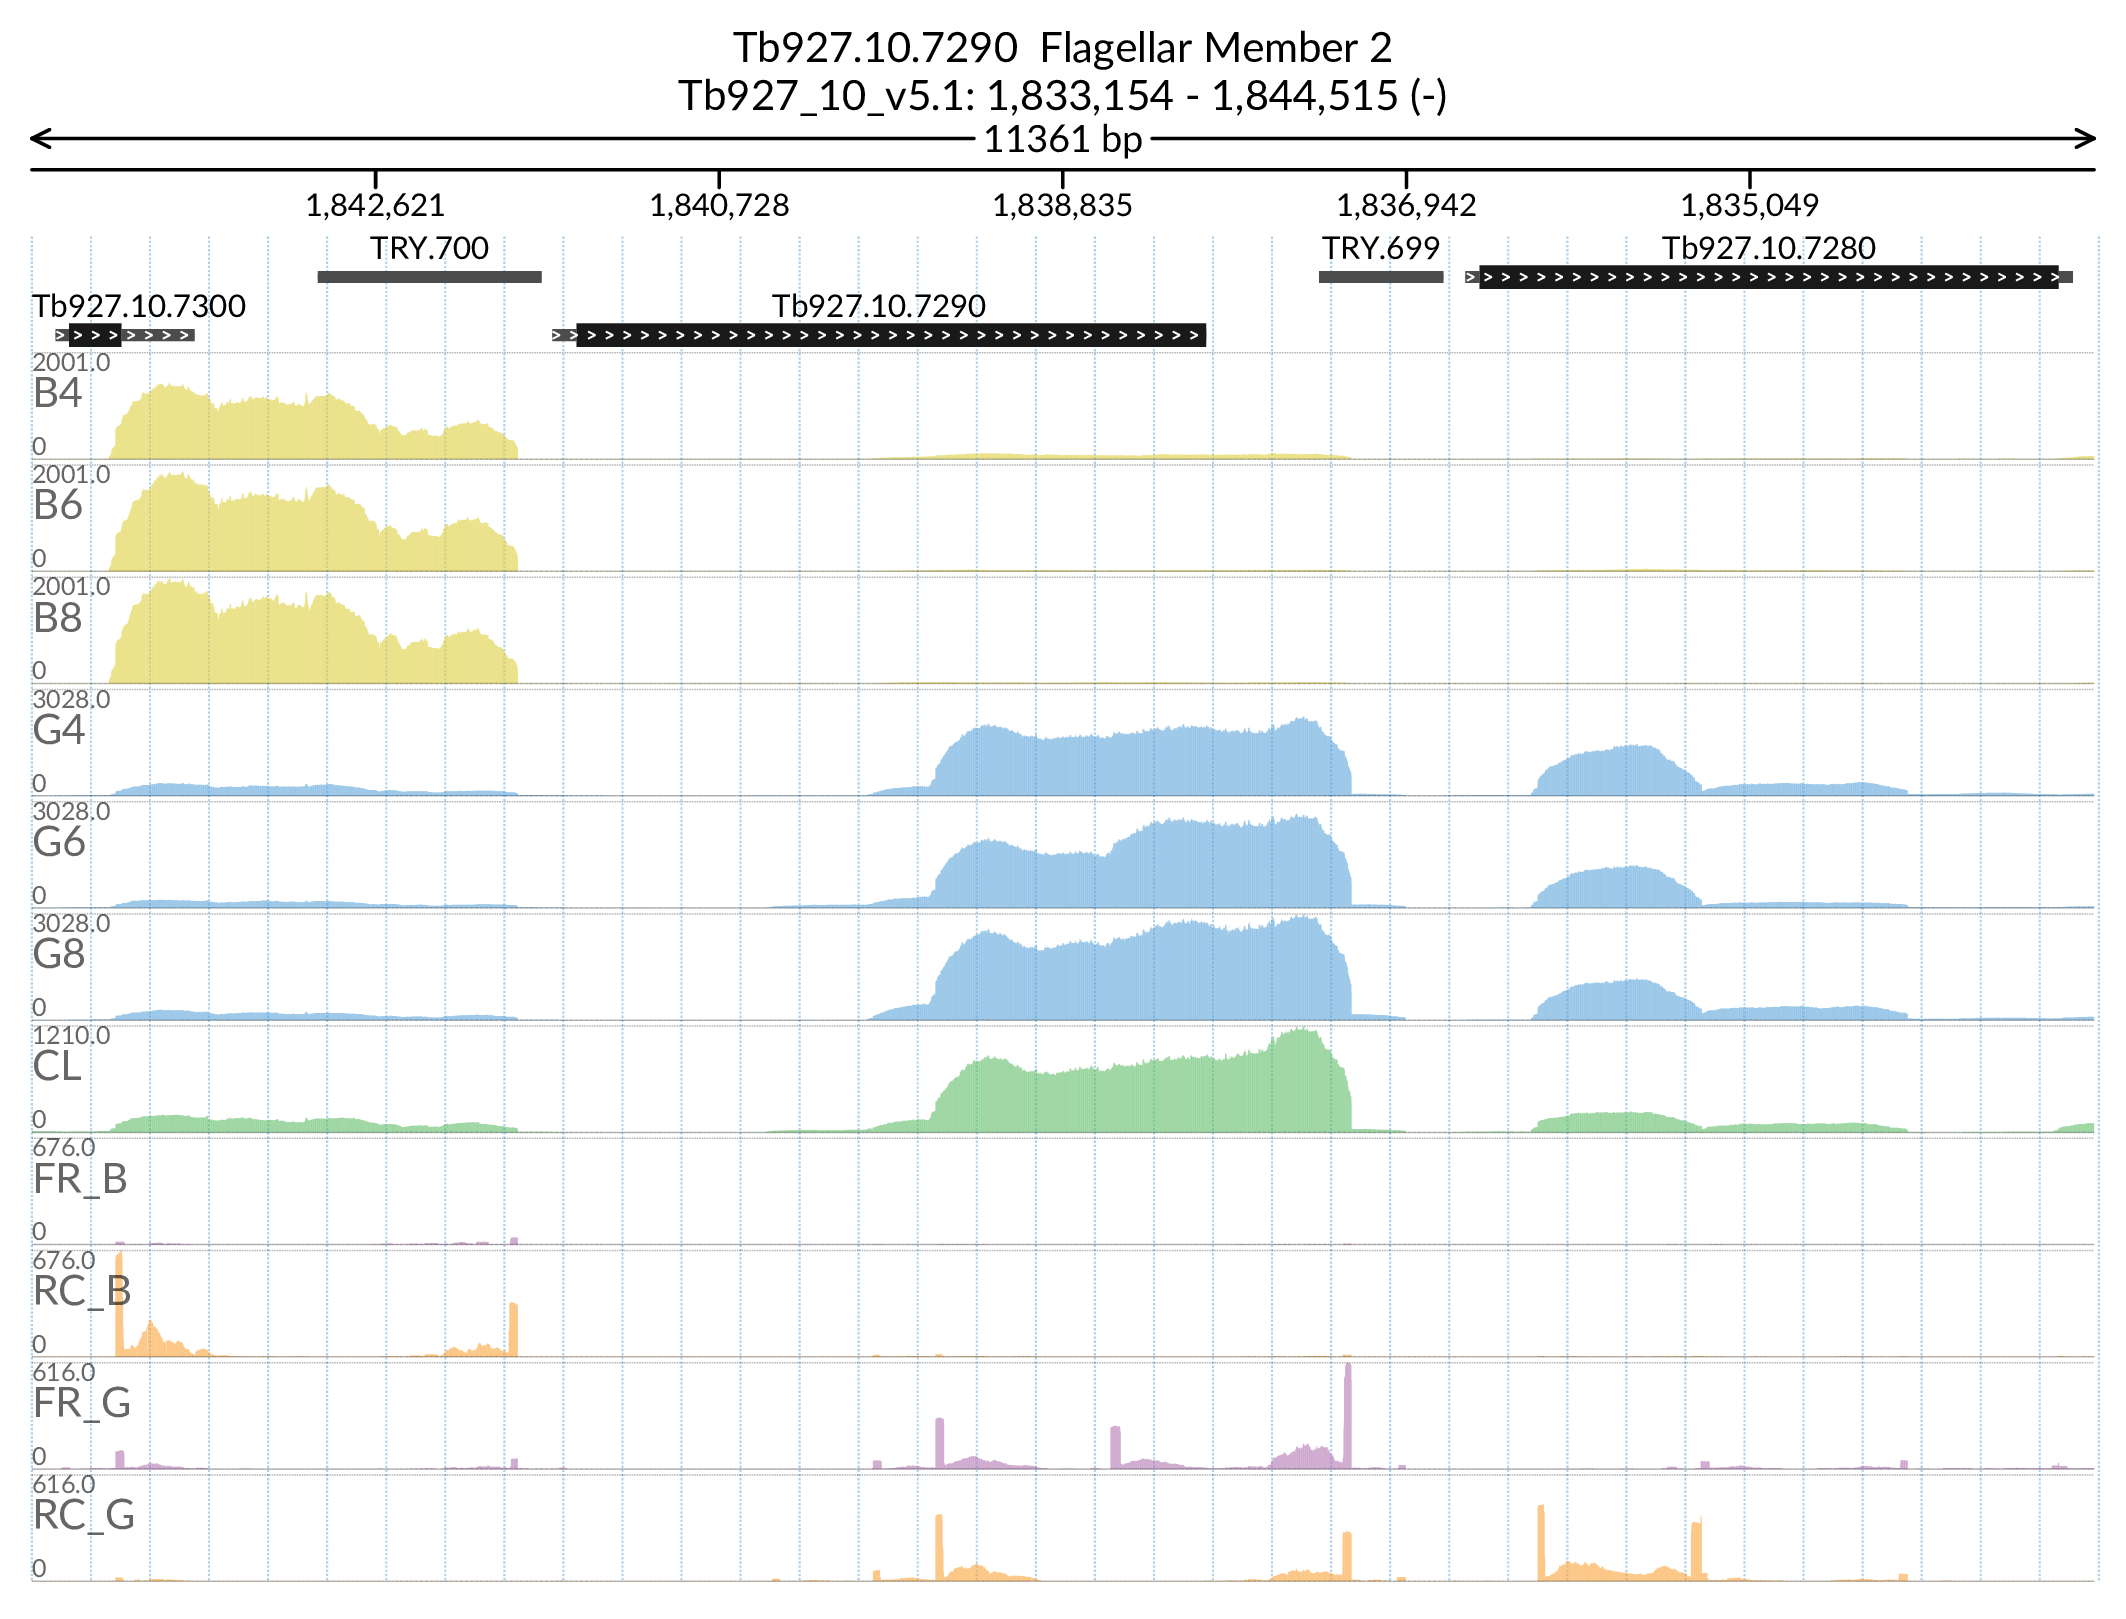 Tb927.10.7290  Flagellar Member 2
Tb927_10_v5.1: 1,833,154 - 1,844,515 (-)
11361 bp
1,842,621 1,840,728 1,838,835 1,836,942 1,835,049
TRY.700 TRY.699 Tb927.10.7280
Tb927.10.7300 Tb927.10.7290
2001.0
B4
0
2001.0
B6
0
2001.0
B8
0
3028.0
G4
0
3028.0
G6
0
3028.0
G8
0
1210.0
CL
0
676.0
FR_B
0
676.0
RC_B
0
616.0
FR_G
0
616.0
RC_G
0